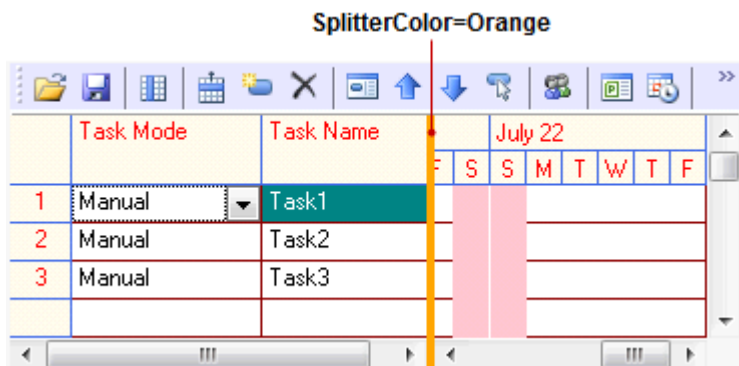 SplitterColor=Orange
Task Mode Task Name July 22
F S S M T W T F
1 Manual Task1
2 Manual Task2
3 Manual Task3